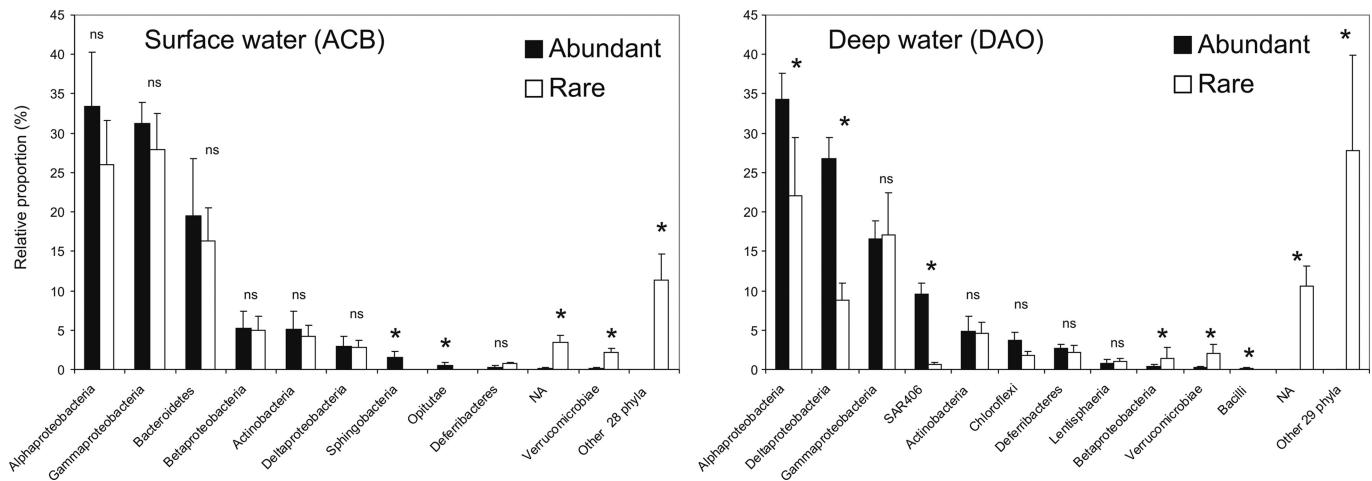 Surface water (ACB)
Abundant
Rare
Relative proportion (%)
45
40
35
30
25
20
15
10
5
0
ns
ns
ns
ns
ns
ns
*
*
ns
*
*
*
Alphaproteobacteria
Gammaproteobacteria
Bacteroidetes
Betaproteobacteria
Actinobacteria
Deltaproteobacteria
Sphingobacteria
Opitutae
Deferribacteres
NA
Verrucomicrobiae
Other 28 phyla
Deep water (DAO)
Abundant
Rare
45
40
35
30
25
20
15
10
5
0
*
*
ns
*
ns
ns
ns
ns
*
*
*
*
*
Alphaproteobacteria
Deltaproteobacteria
Gammaproteobacteria
SAR406
Actinobacteria
Chloroflexi
Deferribacteres
Lentisphaeria
Betaproteobacteria
Verrucomicrobiae
Bacilli
NA
Other 29 phyla